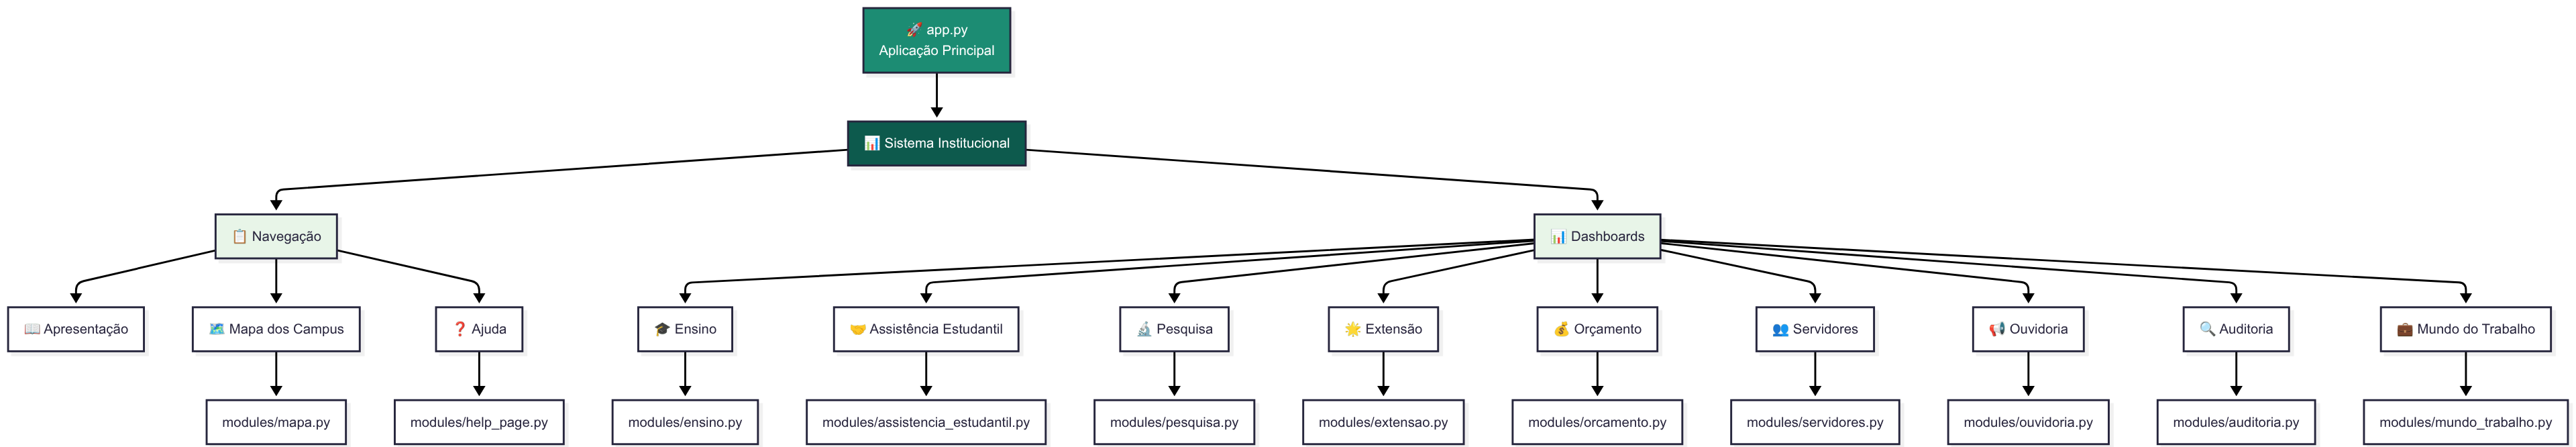 🚀 app.py
Aplicação Principal
📊 Sistema Institucional
📋 Navegação
📊 Dashboards
📖 Apresentação
🗺️ Mapa dos Campus
❓ Ajuda
🎓 Ensino
🤝 Assistência Estudantil
🔬 Pesquisa
🌟 Extensão
💰 Orçamento
👥 Servidores
📢 Ouvidoria
🔍 Auditoria
💼 Mundo do Trabalho
modules/mapa.py
modules/help_page.py
modules/ensino.py
modules/assistencia_estudantil.py
modules/pesquisa.py
modules/extensao.py
modules/orcamento.py
modules/servidores.py
modules/ouvidoria.py
modules/auditoria.py
modules/mundo_trabalho.py